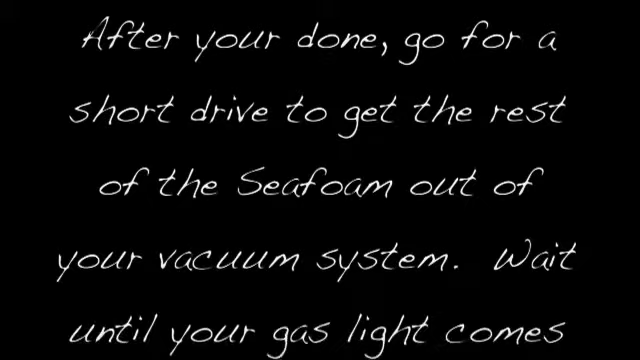 After your done, go for a
short drive to get the rest
of the Seafoam out of
your vacuum system. Wait
until your gas light comes